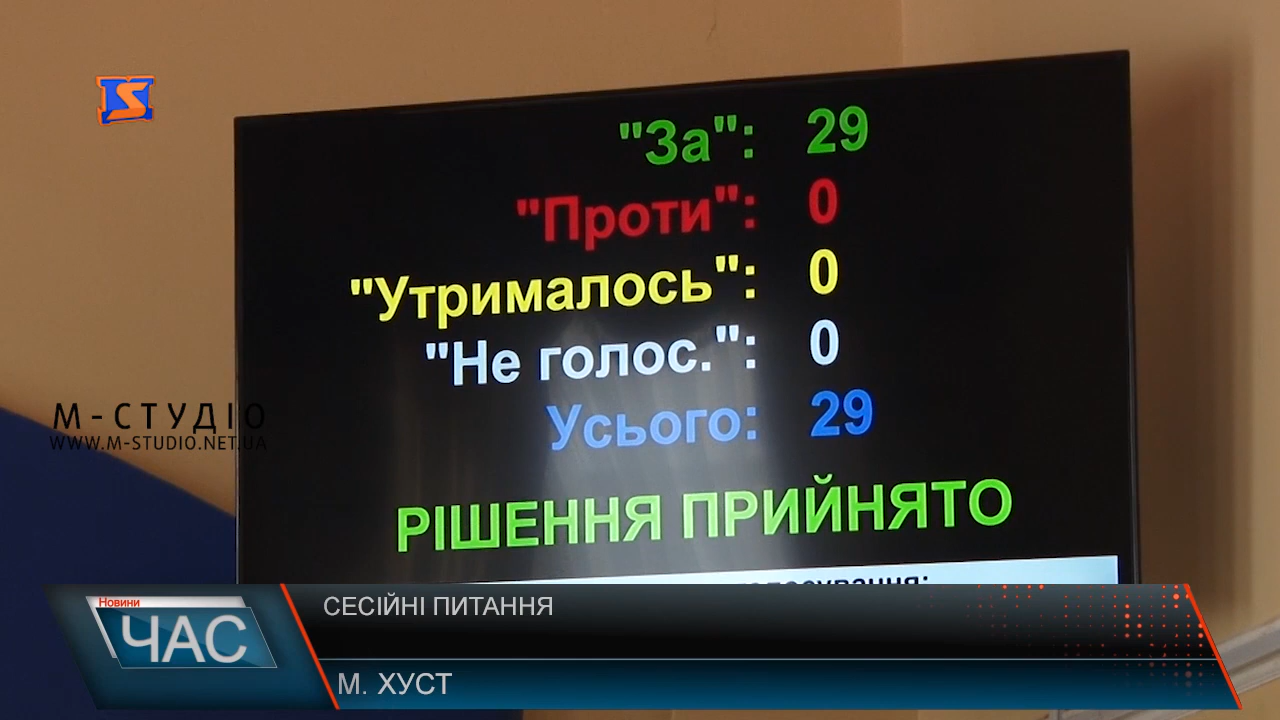 "За": 29
"Проти": 0
"Утрималось": 0
"Не голос.": 0
Усього: 29
РІШЕННЯ ПРИЙНЯТО
М-СТУДІО
WWW.M-STUDIO.NET.UA
Новини
ЧАС
СЕСІЙНІ ПИТАННЯ
М. ХУСТ